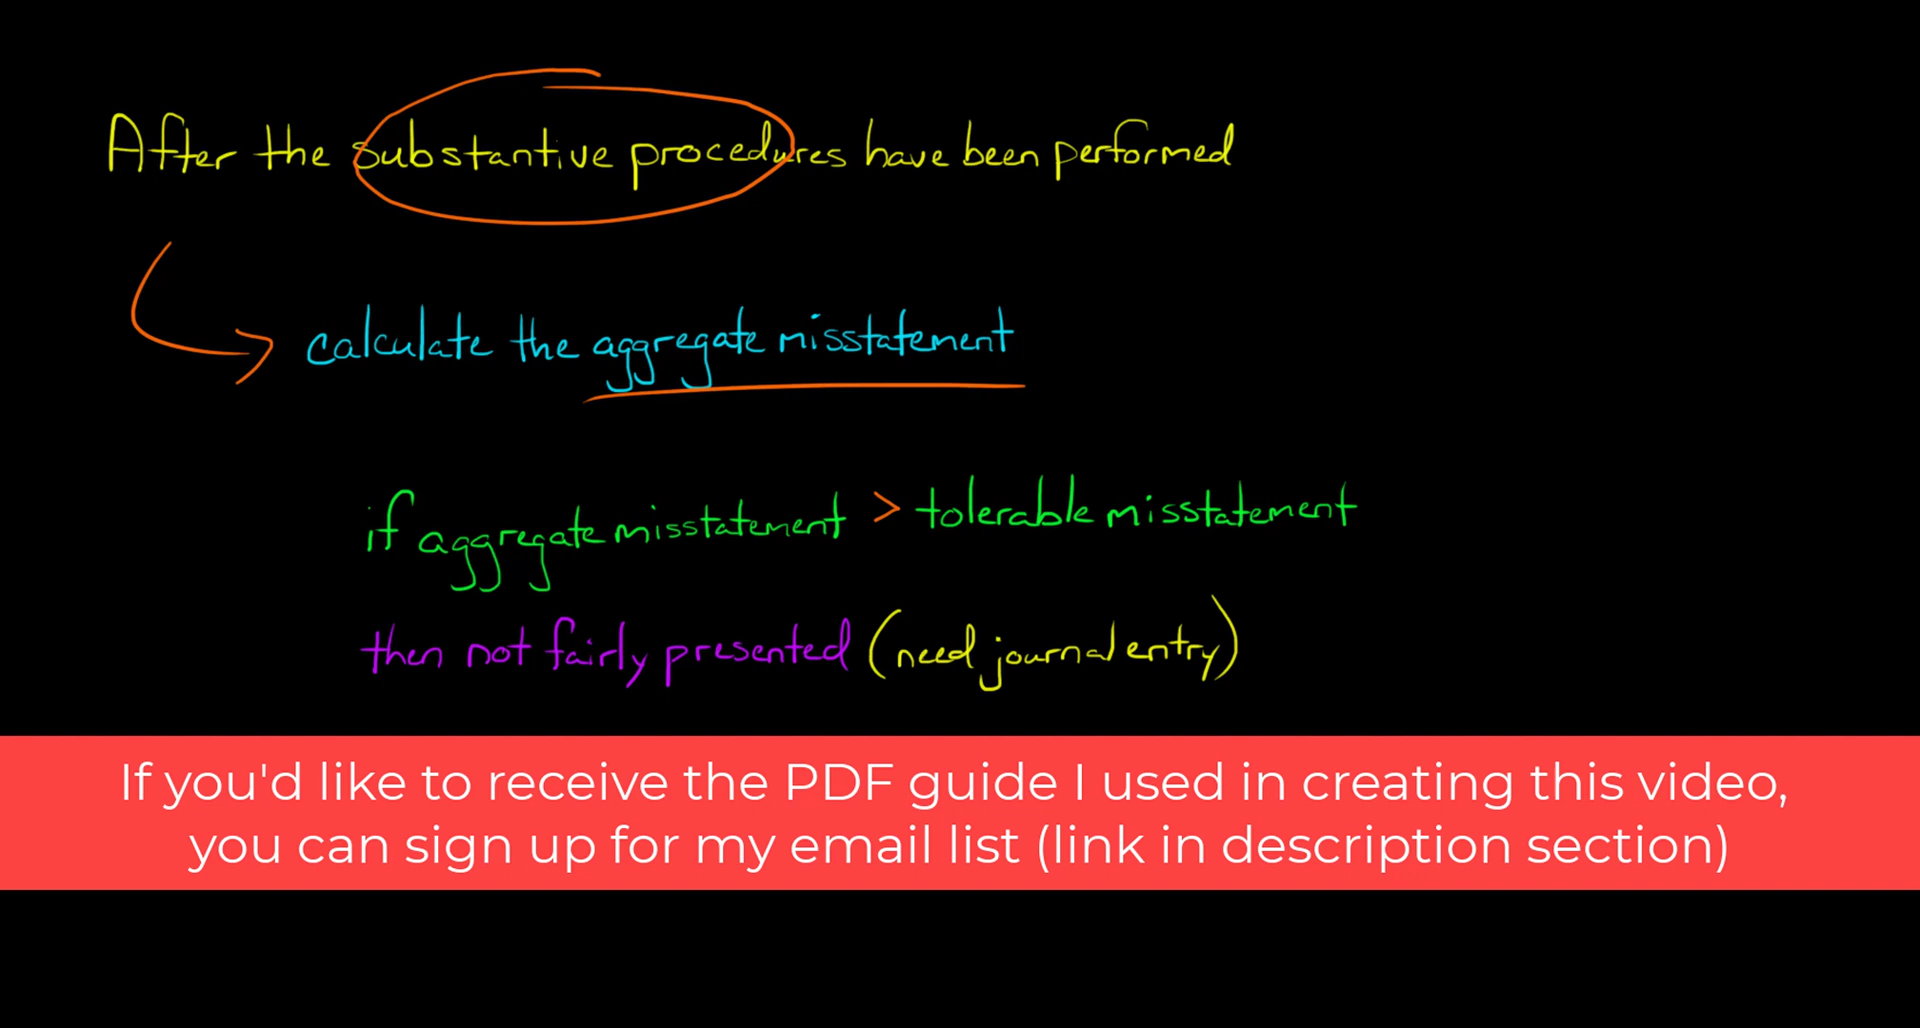 After the substantive procedures have been performed
calculate the aggregate misstatement
if aggregate misstatement > tolerable misstatement
then not fairly presented (need journal entry)
If you'd like to receive the PDF guide I used in creating this video,
you can sign up for my email list (link in description section)